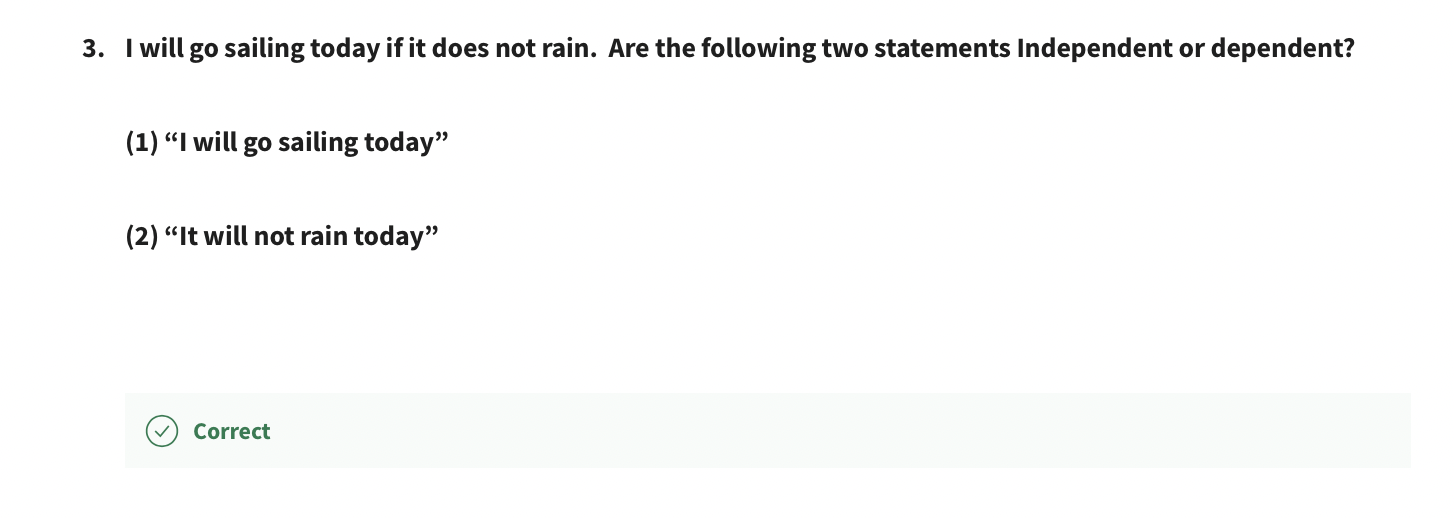 3. I will go sailing today if it does not rain.  Are the following two statements Independent or dependent?
(1) “I will go sailing today”
(2) “It will not rain today”
Correct